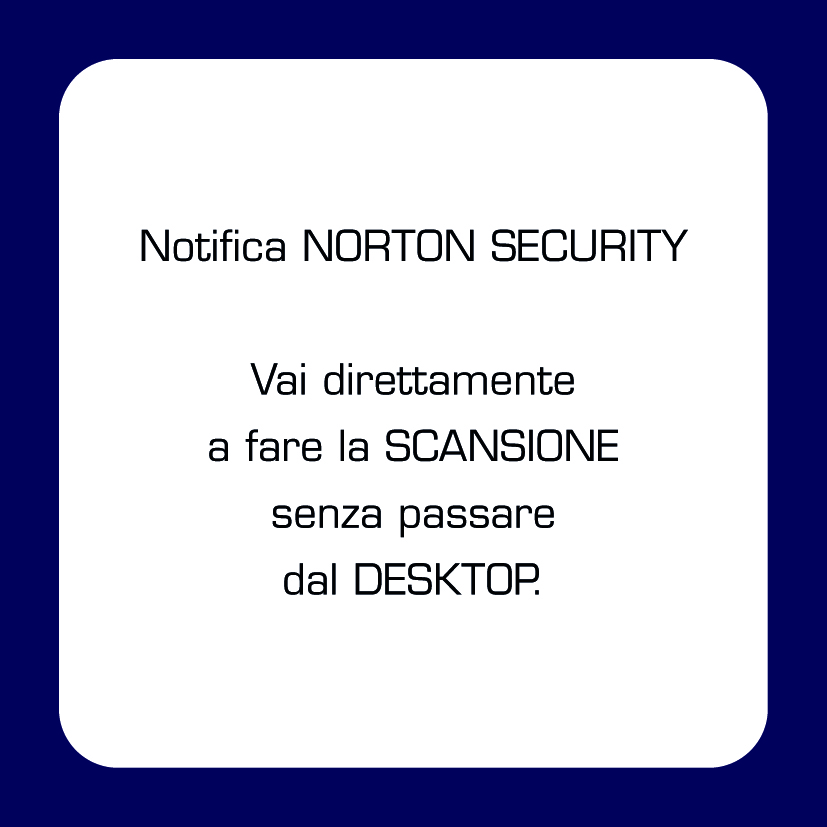 Notifica NORTON SECURITY
Vai direttamente
a fare la SCANSIONE
senza passare
dal DESKTOP.